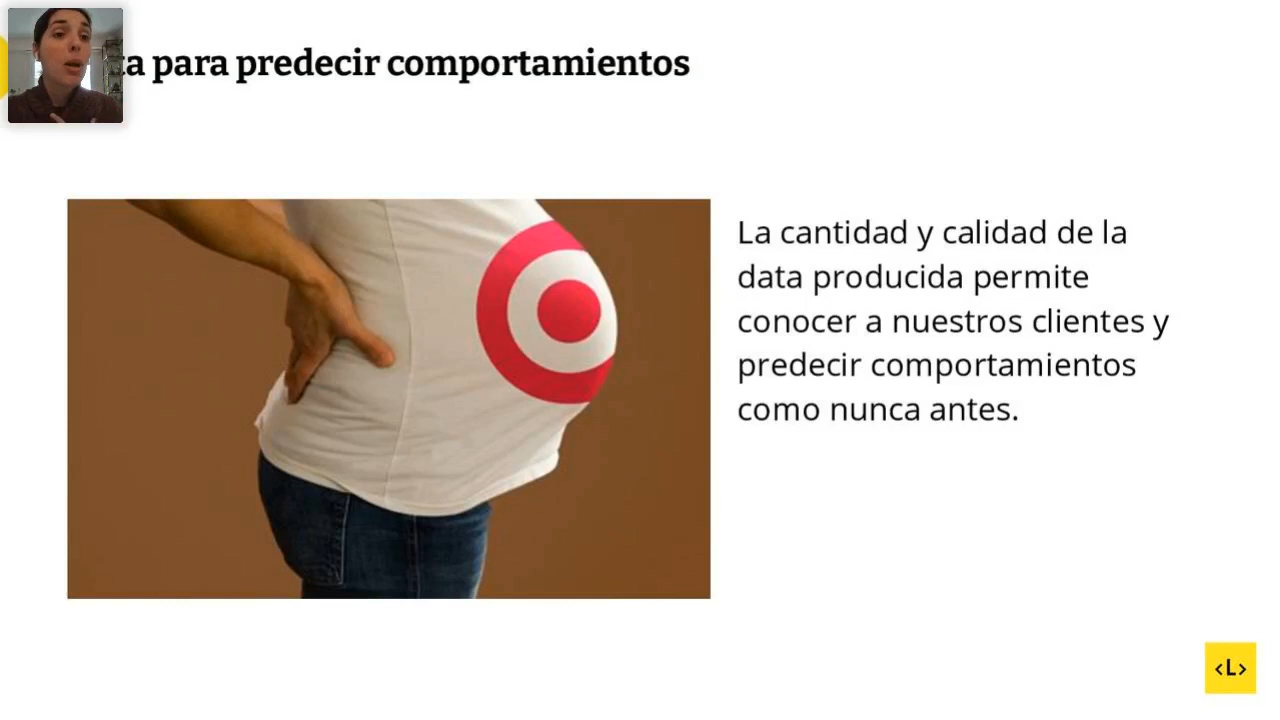 ta para predecir comportamientos
La cantidad y calidad de la
data producida permite
conocer a nuestros clientes y
predecir comportamientos
como nunca antes.
<L>